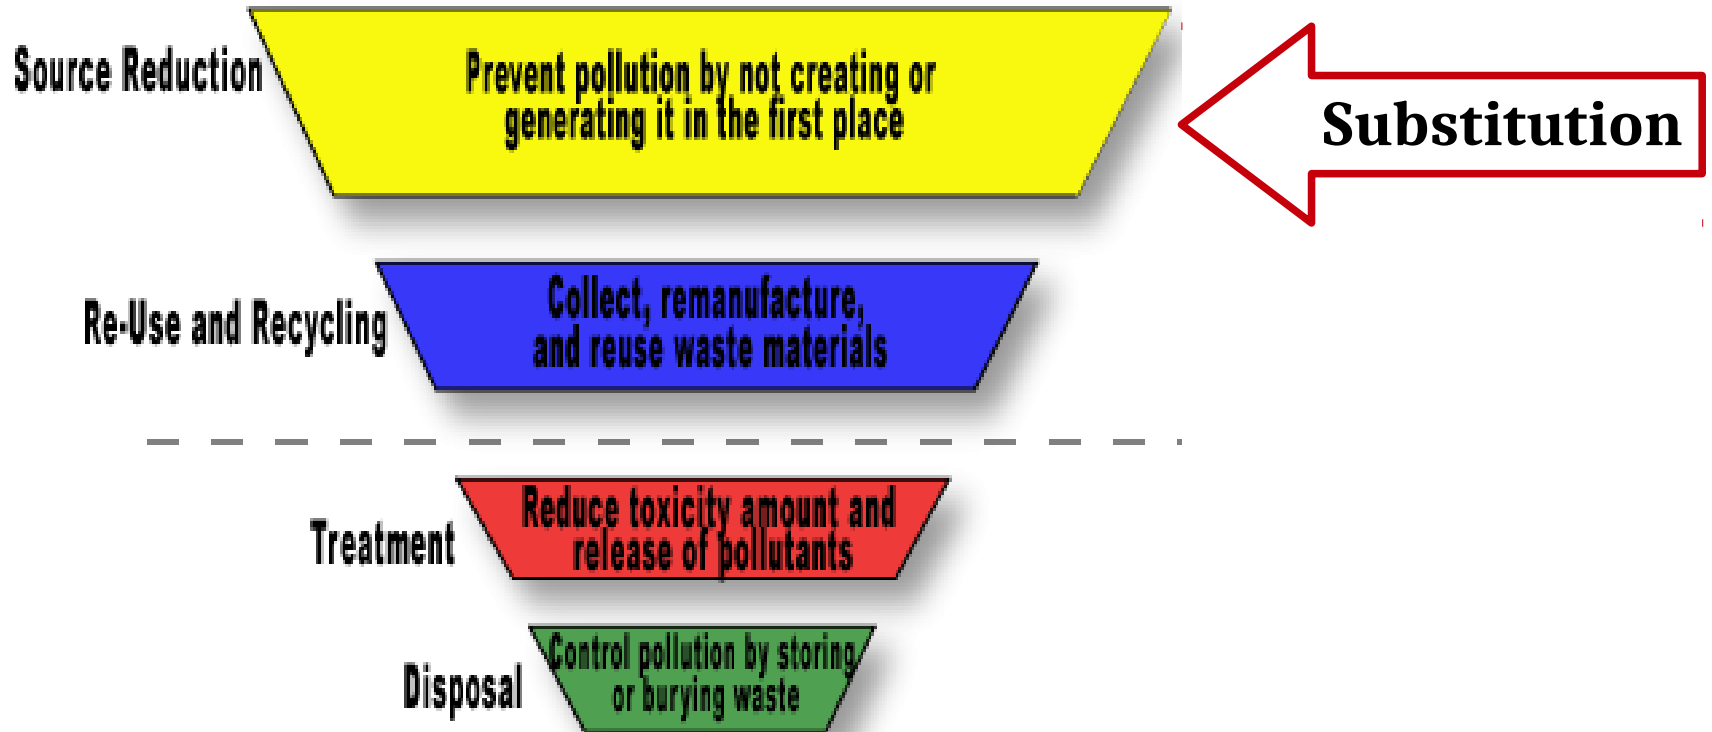 Source Reduction
Prevent pollution by not creating or
generating it in the first place
Substitution
Re-Use and Recycling
Collect, remanufacture,
and reuse waste materials
Treatment
Reduce toxicity amount and
release of pollutants
Disposal
Control pollution by storing
or burying waste